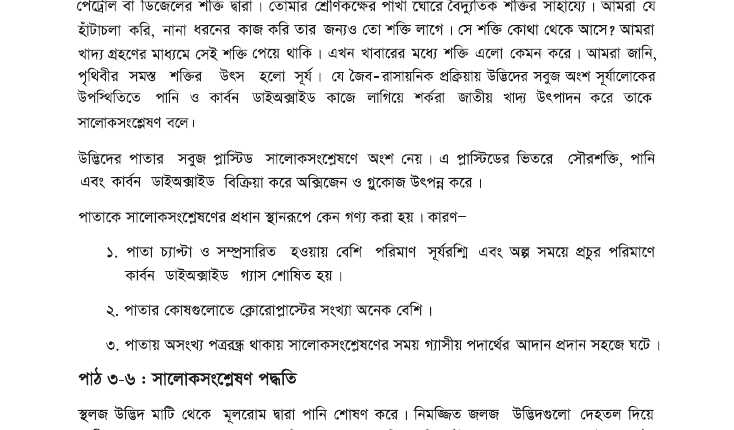 পেট্রোল বা ডিজেলের শক্তি দ্বারা। তোমার শ্রেণিকক্ষের পাখা ঘোরে বৈদ্যুতিক শক্তির সাহায্যে। আমরা যে
হাঁটাচলা করি, নানা ধরনের কাজ করি তার জন্যও তো শক্তি লাগে। সে শক্তি কোথা থেকে আসে? আমরা
খাদ্য গ্রহণের মাধ্যমে সেই শক্তি পেয়ে থাকি। এখন খাবারের মধ্যে শক্তি এলো কেমন করে। আমরা জানি,
পৃথিবীর সমস্ত শক্তির উৎস হলো সূর্য। যে জৈব-রাসায়নিক প্রক্রিয়ায় উদ্ভিদের সবুজ অংশ সূর্যালোকের
উপস্থিতিতে পানি ও কার্বন ডাইঅক্সাইড কাজে লাগিয়ে শর্করা জাতীয় খাদ্য উৎপাদন করে তাকে
সালোকসংশ্লেষণ বলে।
উদ্ভিদের পাতার সবুজ প্লাস্টিড সালোকসংশ্লেষণে অংশ নেয়। এ প্লাস্টিডের ভিতরে সৌরশক্তি, পানি
এবং কার্বন ডাইঅক্সাইড বিক্রিয়া করে অক্সিজেন ও গ্লুকোজ উৎপন্ন করে।
পাতাকে সালোকসংশ্লেষণের প্রধান স্থানরূপে কেন গণ্য করা হয়। কারণ–
১. পাতা চ্যাপ্টা ও সম্প্রসারিত হওয়ায় বেশি পরিমাণ সূর্যরশ্মি এবং অল্প সময়ে প্রচুর পরিমাণে
কার্বন ডাইঅক্সাইড গ্যাস শোষিত হয়।
২. পাতার কোষগুলোতে ক্লোরোপ্লাস্টের সংখ্যা অনেক বেশি।
৩. পাতায় অসংখ্য পত্ররন্ধ্র থাকায় সালোকসংশ্লেষণের সময় গ্যাসীয় পদার্থের আদান প্রদান সহজে ঘটে।
পাঠ ৩-৬ : সালোকসংশ্লেষণ পদ্ধতি
স্থলজ উদ্ভিদ মাটি থেকে মূলরোম দ্বারা পানি শোষণ করে। নিমজ্জিত জলজ উদ্ভিদগুলো দেহতল দিয়ে